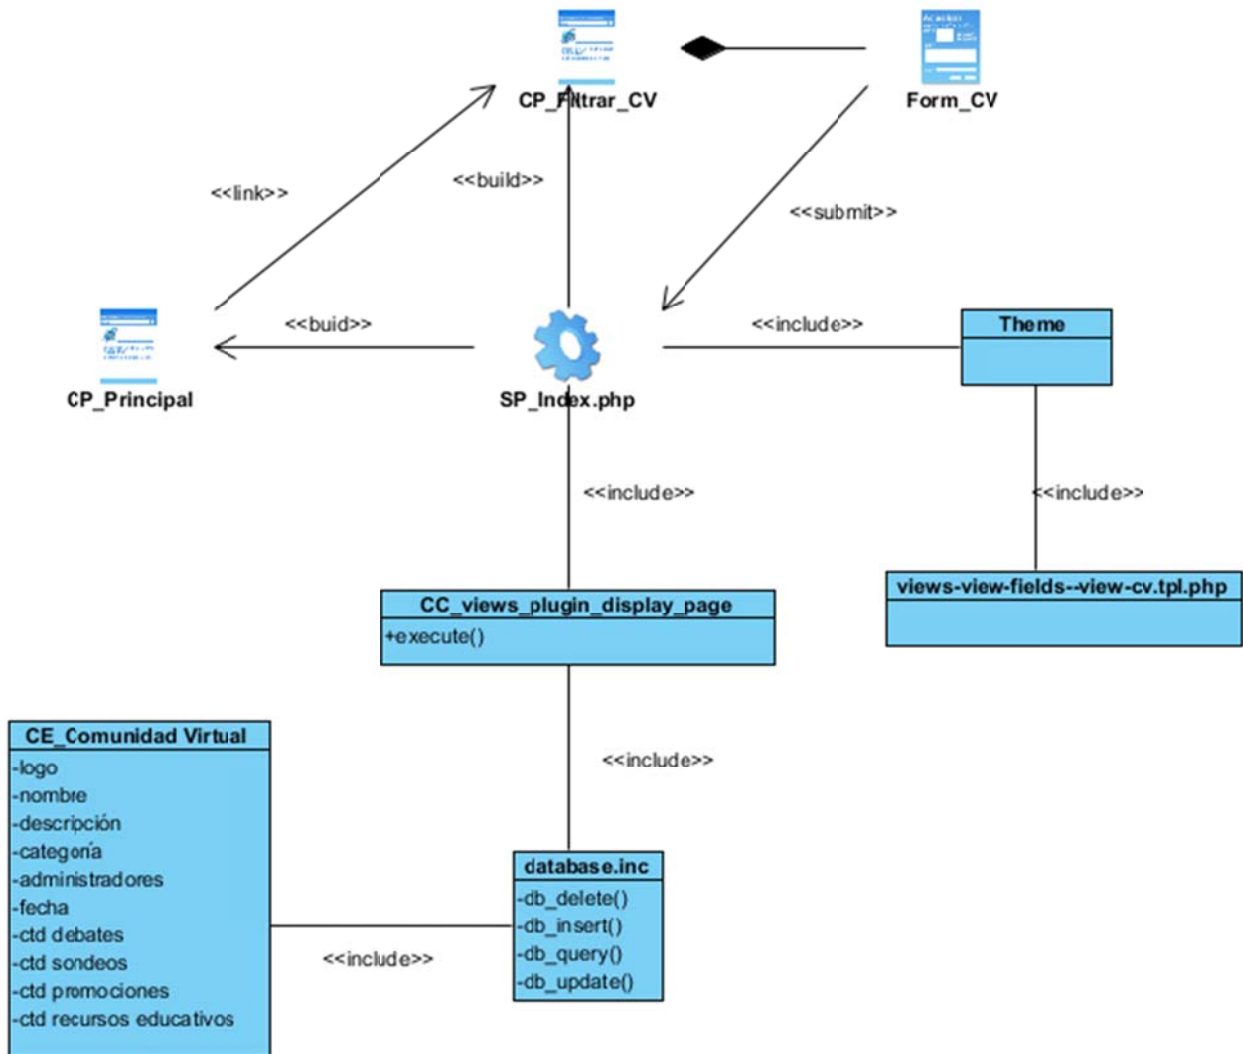 CP_Filtrar_CV
Form_CV
<<link>>
<<build>>
<<submit>>
<<buid>>
<<include>>
Theme
CP_Principal
SP_Index.php
<<include>>
<<include>>
views-view-fields--view-cv.tpl.php
CC_views_plugin_display_page
+execute()
<<include>>
CE_Comunidad Virtual
-logo
-nombre
-descripción
-categoría
-administradores
-fecha
-ctd debates
-ctd sondeos
-ctd promociones
-ctd recursos educativos
<<include>>
database.inc
-db_delete()
-db_insert()
-db_query()
-db_update()